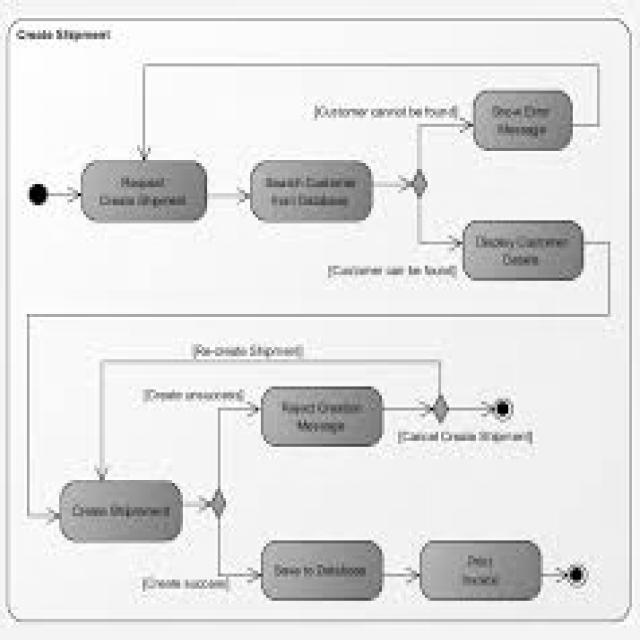 Create Shipment
[Customer cannot be found]
Show Error
Message
Request
Create Shipment
Search Customer
from Database
Display Customer
Details
[Customer can be found]
[Re-create Shipment]
[Create unsuccess]
Reject Creation
Message
[Cancel Create Shipment]
Create Shipment
Save to Database
Print
Invoice
[Create success]